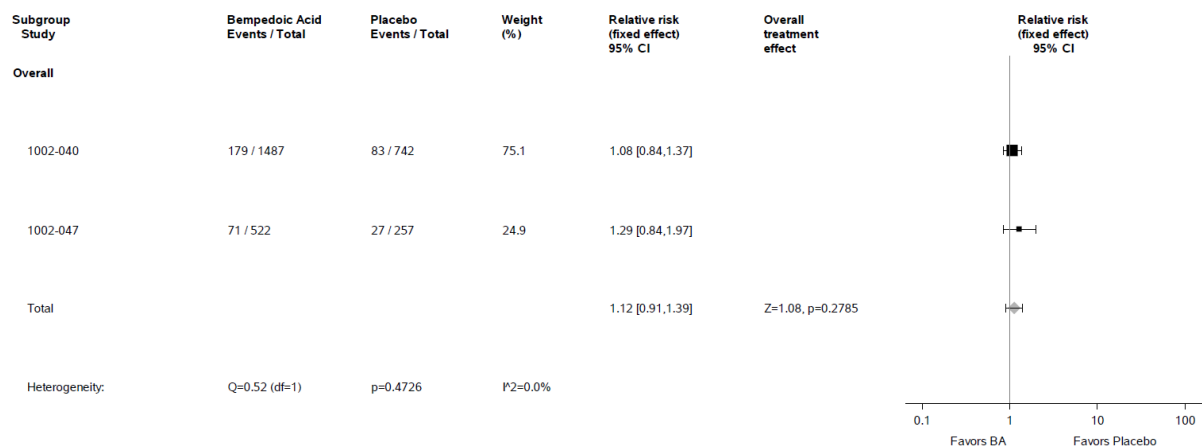 Subgroup Bempedoic Acid Placebo Weight Relative risk Overall Relative risk
Study Events / Total Events / Total (%) (fixed effect) treatment (fixed effect)
95% CI effect 95% CI
Overall
1002-040 179 / 1487 83 / 742 75.1 1.08 [0.84,1.37]
1002-047 71 / 522 27 / 257 24.9 1.29 [0.84,1.97]
Total 1.12 [0.91,1.39] Z=1.08, p=0.2785
Heterogeneity: Q=0.52 (df=1) p=0.4726 I^2=0.0%
0.1 1 10 100
Favors BA Favors Placebo